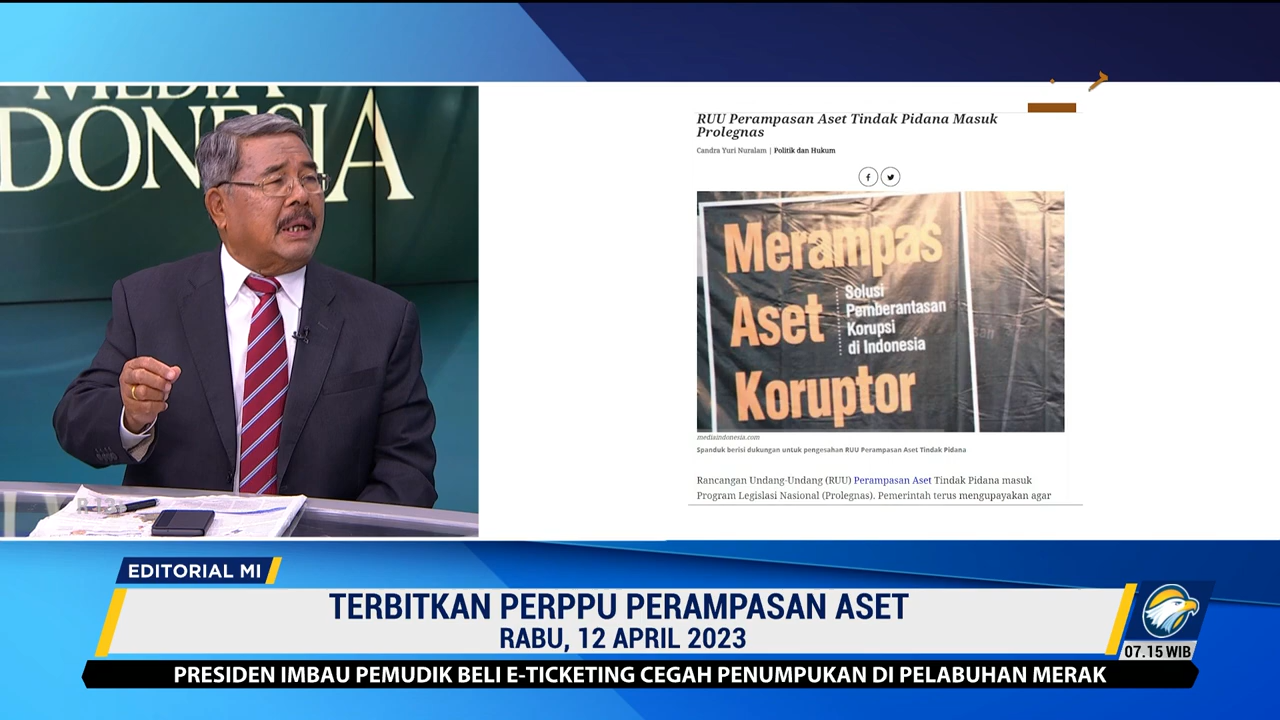 MEDIA
INDONESIA
RUU Perampasan Aset Tindak Pidana Masuk
Prolegnas
Candra Yuri Nuralam | Politik dan Hukum
Merampas
Aset
Solusi
Pemberantasan
Korupsi
di Indonesia
Koruptor
mediaindonesia.com
Spanduk berisi dukungan untuk pengesahan RUU Perampasan Aset Tindak Pidana
Rancangan Undang-Undang (RUU) Perampasan Aset Tindak Pidana masuk
Program Legislasi Nasional (Prolegnas). Pemerintah terus mengupayakan agar
EDITORIAL MI
TERBITKAN PERPPU PERAMPASAN ASET
RABU, 12 APRIL 2023
07.15 WIB
PRESIDEN IMBAU PEMUDIK BELI E-TICKETING CEGAH PENUMPUKAN DI PELABUHAN MERAK